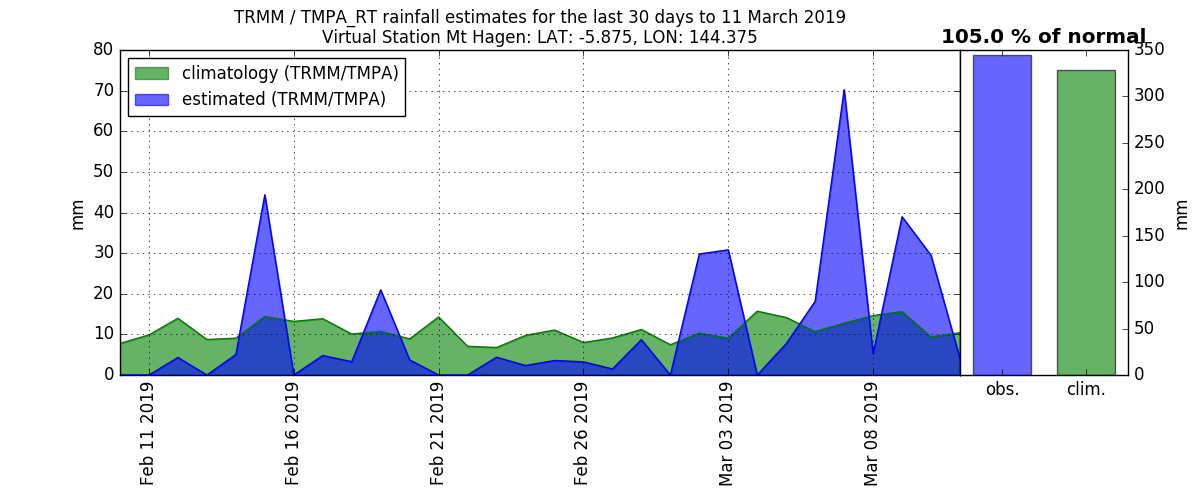 TRMM / TMPA_RT rainfall estimates for the last 30 days to 11 March 2019
Virtual Station Mt Hagen: LAT: -5.875, LON: 144.375
105.0 % of normal
climatology (TRMM/TMPA)
estimated (TRMM/TMPA)
80
70
60
50
40
30
20
10
0
mm
350
300
250
200
150
100
50
0
mm
Feb 11 2019
Feb 16 2019
Feb 21 2019
Feb 26 2019
Mar 03 2019
Mar 08 2019
obs.
clim.